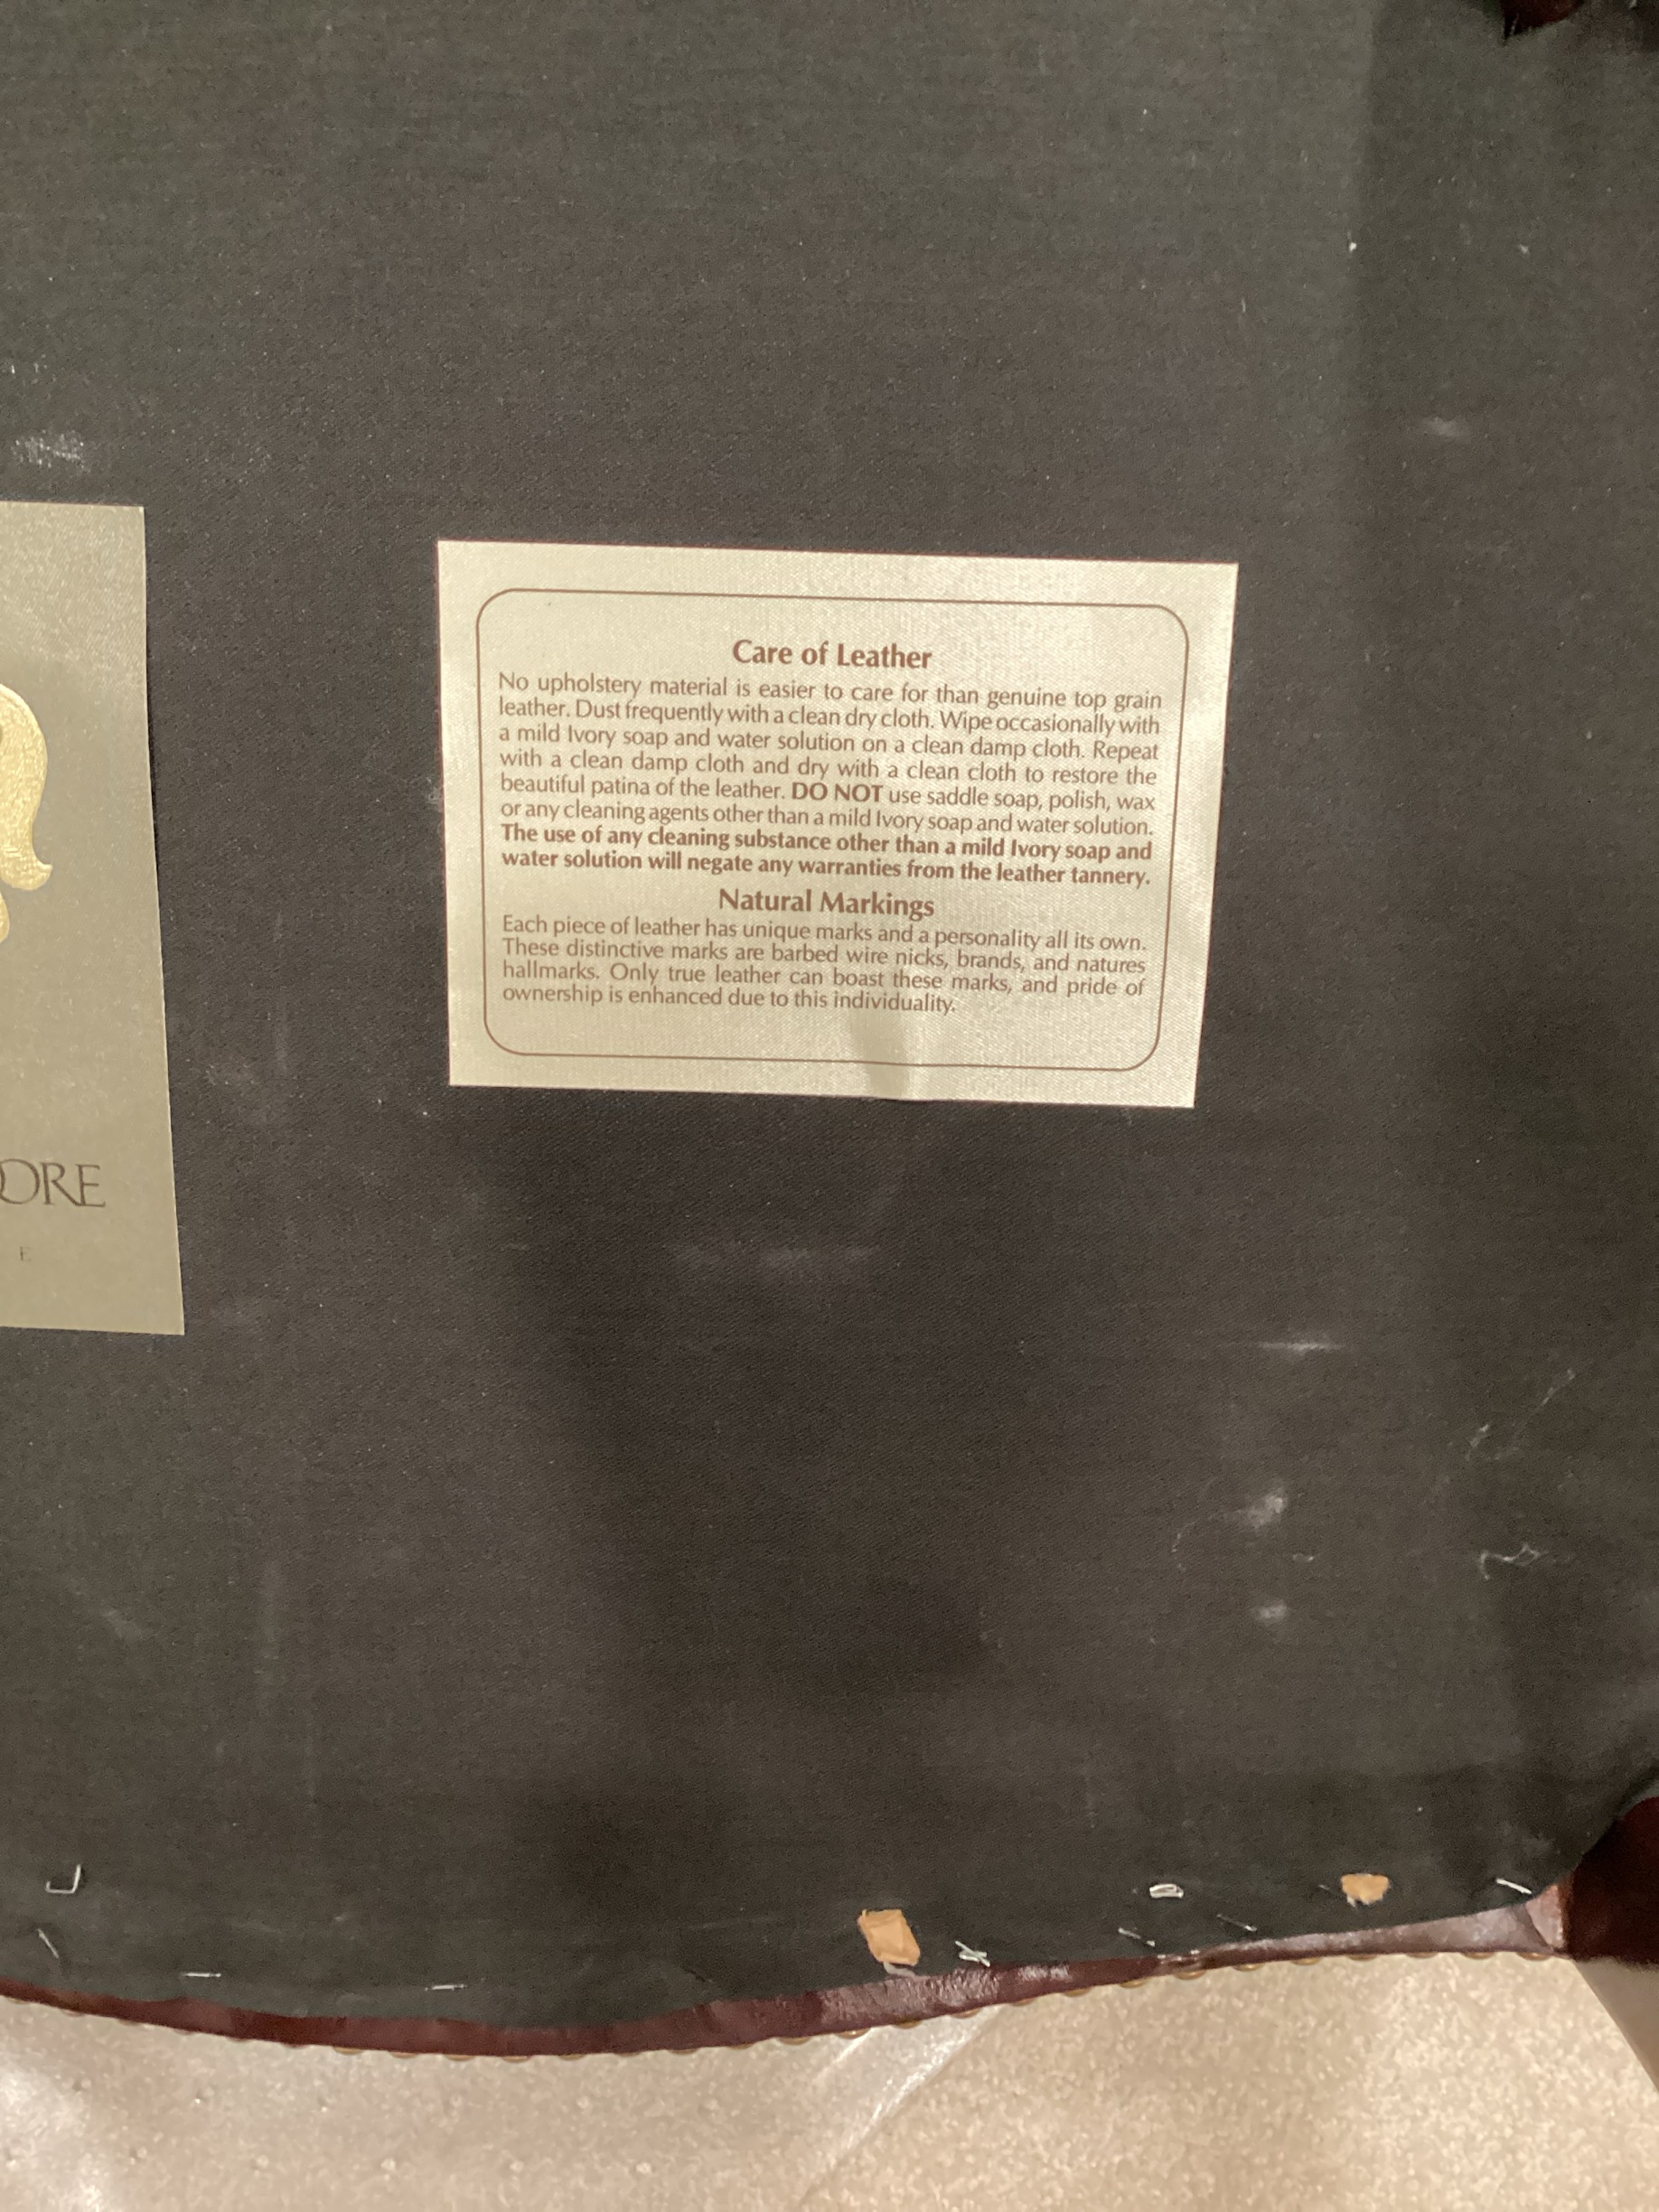 Care of Leather
No upholstery material is easier to care for than genuine top grain
leather. Dust frequently with a clean dry cloth. Wipe occasionally with
a mild Ivory soap and water solution on a clean damp cloth. Repeat
with a clean damp cloth and dry with a clean cloth to restore the
beautiful patina of the leather. DO NOT use saddle soap, polish, wax
or any cleaning agents other than a mild Ivory soap and water solution.
The use of any cleaning substance other than a mild Ivory soap and
water solution will negate any warranties from the leather tannery.
Natural Markings
Each piece of leather has unique marks and a personality all its own.
These distinctive marks are barbed wire nicks, brands, and natures
hallmarks. Only true leather can boast these marks, and pride of
ownership is enhanced due to this individuality.
ORE
E